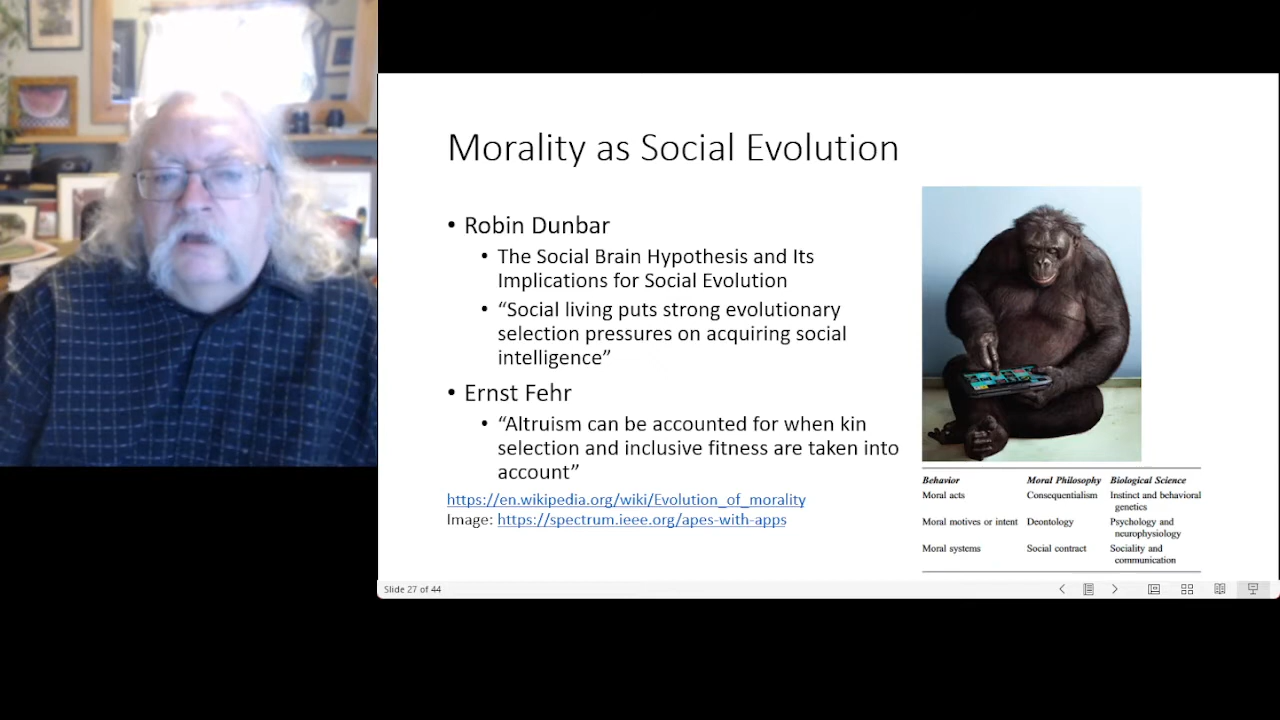 Morality as Social Evolution
• Robin Dunbar
• The Social Brain Hypothesis and Its
Implications for Social Evolution
• “Social living puts strong evolutionary
selection pressures on acquiring social
intelligence”
• Ernst Fehr
• “Altruism can be accounted for when kin
selection and inclusive fitness are taken into
account”
https://en.wikipedia.org/wiki/Evolution_of_morality
Image: https://spectrum.ieee.org/apes-with-apps
Behavior Moral Philosophy Biological Science
Moral acts Consequentialism Instinct and behavioral
genetics
Moral motives or intent Deontology Psychology and
neurophysiology
Moral systems Social contract Sociality and
communication
Slide 27 of 44